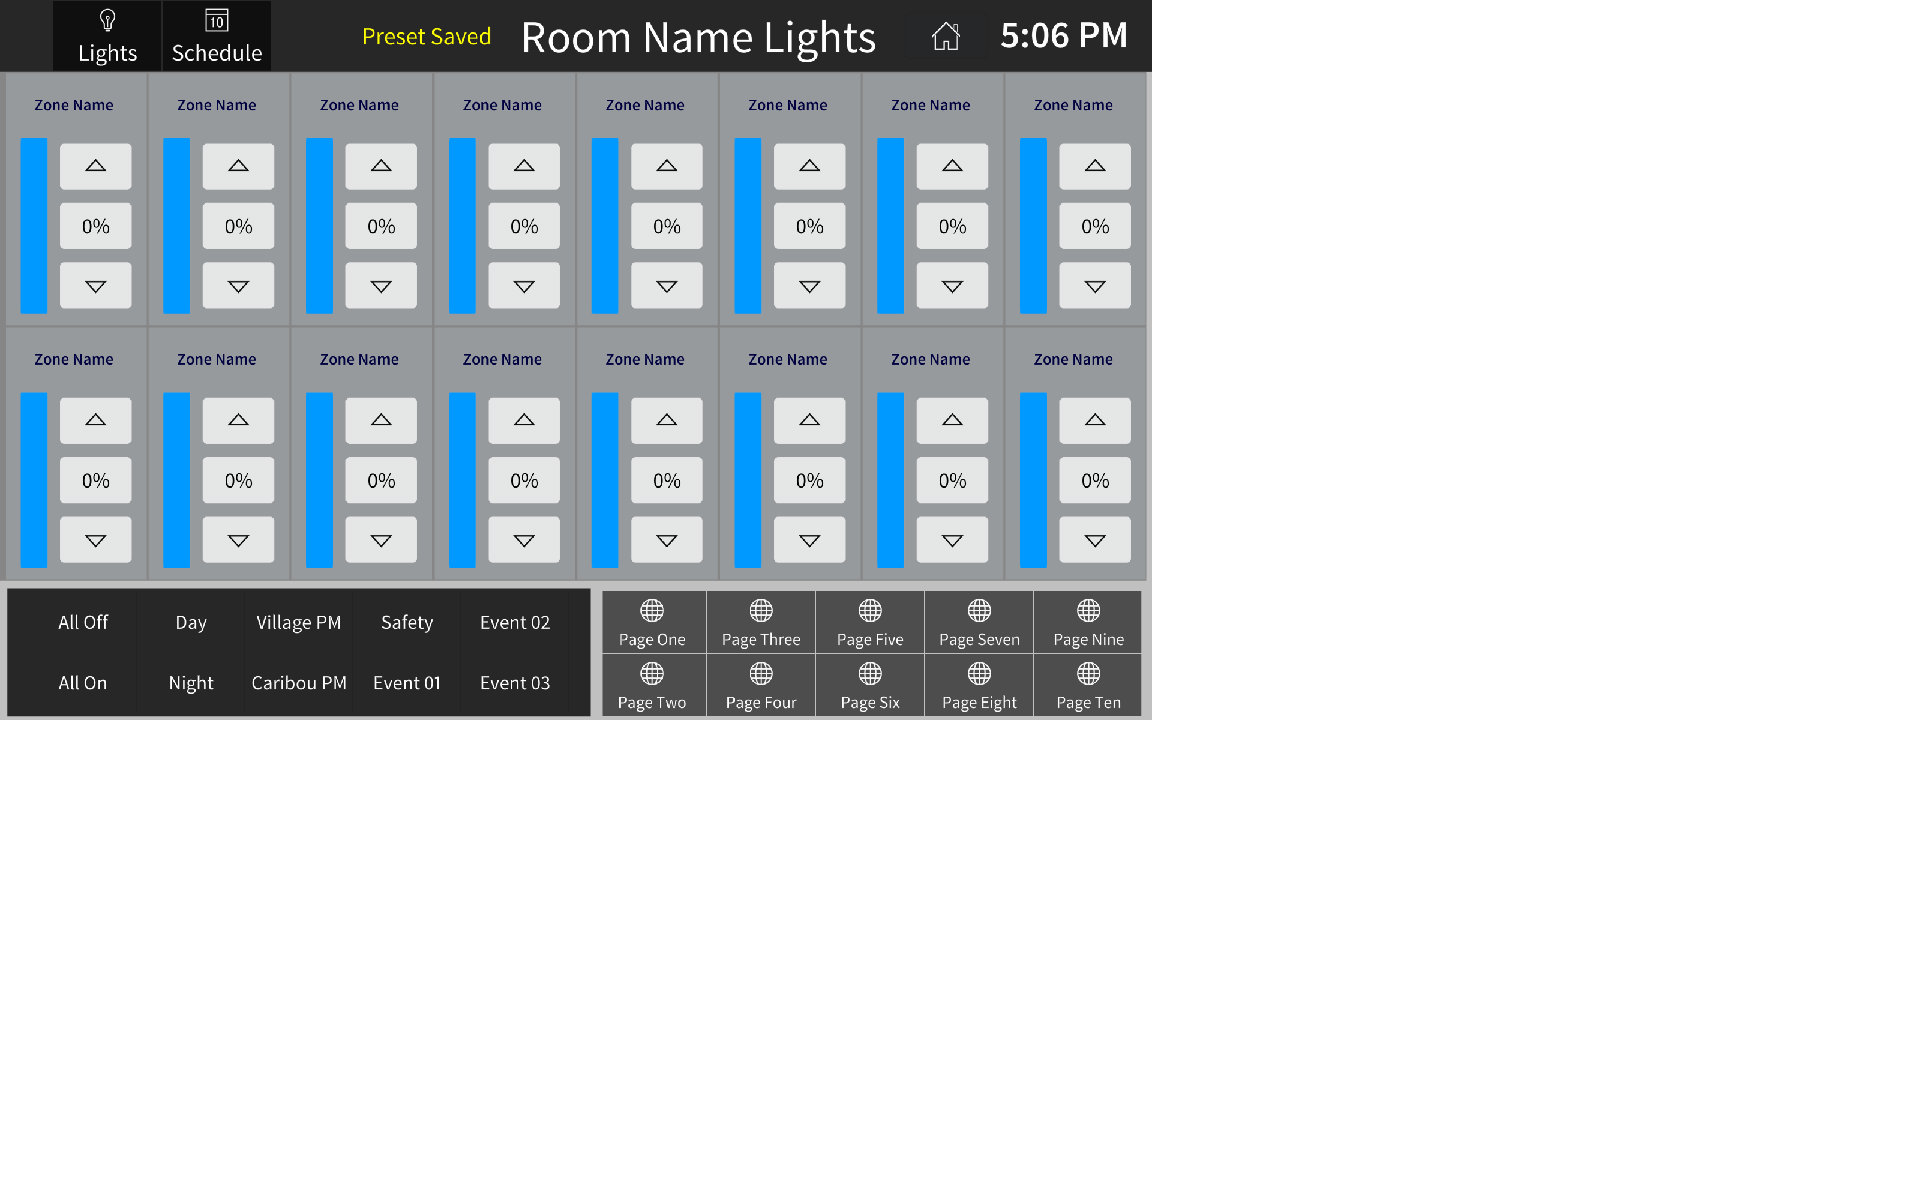 Lights
10
Schedule
Preset Saved
Room Name Lights
5:06 PM
Zone Name Zone Name Zone Name Zone Name Zone Name Zone Name Zone Name Zone Name
0% 0% 0% 0% 0% 0% 0% 0%
Zone Name Zone Name Zone Name Zone Name Zone Name Zone Name Zone Name Zone Name
0% 0% 0% 0% 0% 0% 0% 0%
All Off Day Village PM Safety Event 02
All On Night Caribou PM Event 01 Event 03
Page One Page Three Page Five Page Seven Page Nine
Page Two Page Four Page Six Page Eight Page Ten